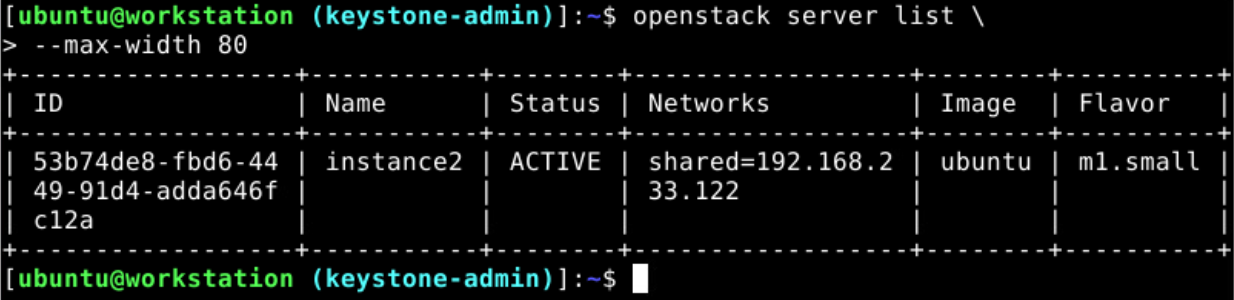 [ubuntu@workstation (keystone-admin)]:~$ openstack server list \
> --max-width 80
+------------------+-----------+--------+------------------+--------+----------+
| ID               | Name      | Status | Networks         | Image  | Flavor   |
+------------------+-----------+--------+------------------+--------+----------+
| 53b74de8-fbd6-44 | instance2 | ACTIVE | shared=192.168.2 | ubuntu | m1.small |
| 49-91d4-adda646f |           |        | 33.122           |        |          |
| c12a             |           |        |                  |        |          |
+------------------+-----------+--------+------------------+--------+----------+
[ubuntu@workstation (keystone-admin)]:~$